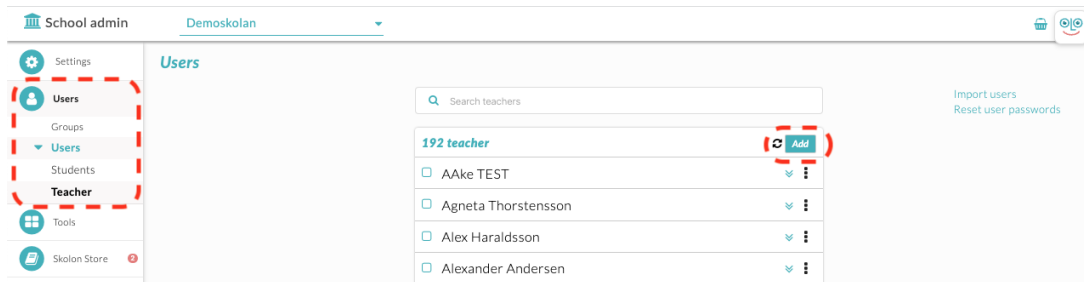 School admin
Demoskolan
Settings
Users
Groups
Users
Students
Teacher
Tools
Skolon Store 2
Users
Search teachers
Import users
Reset user passwords
192 teacher
Add
AAke TEST
Agneta Thorstensson
Alex Haraldsson
Alexander Andersen